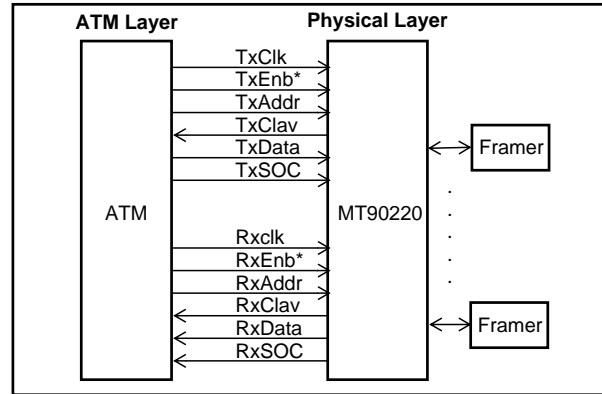 ATM Layer
Physical Layer
TxClk
TxEnb*
TxAddr
TxClav
TxData
TxSOC
ATM
MT90220
Framer
Rxclk
RxEnb*
RxAddr
RxClav
RxData
RxSOC
Framer